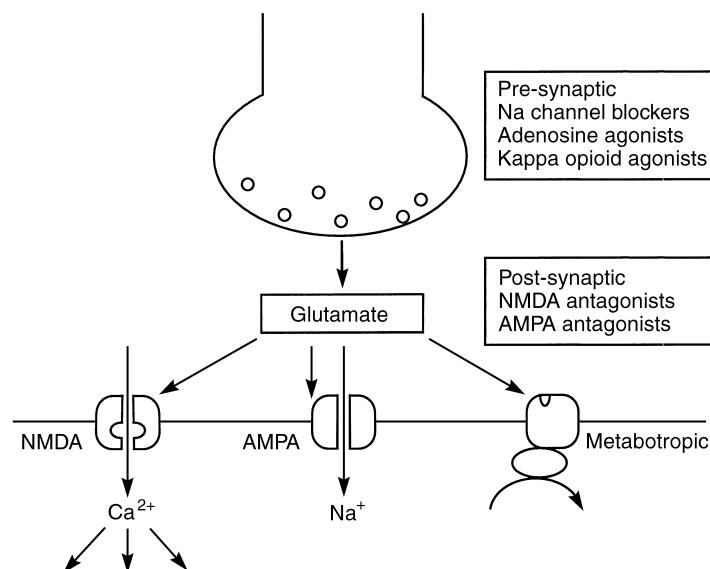 Pre-synaptic
Na channel blockers
Adenosine agonists
Kappa opioid agonists
Post-synaptic
NMDA antagonists
AMPA antagonists
Glutamate
NMDA
AMPA
Metabotropic
Ca²⁺
Na⁺